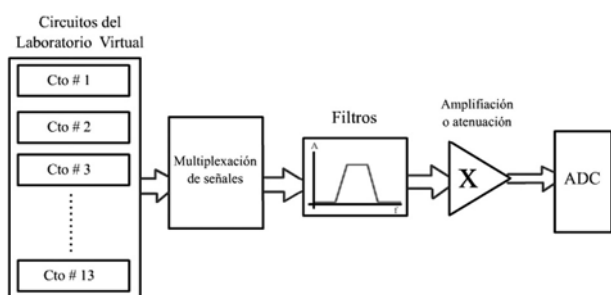 Circuitos del
Laboratorio Virtual
Cto # 1
Cto # 2
Cto # 3
Cto # 13
Multiplexación
de señales
Filtros
A
f
Amplifiación
o atenuación
X
ADC